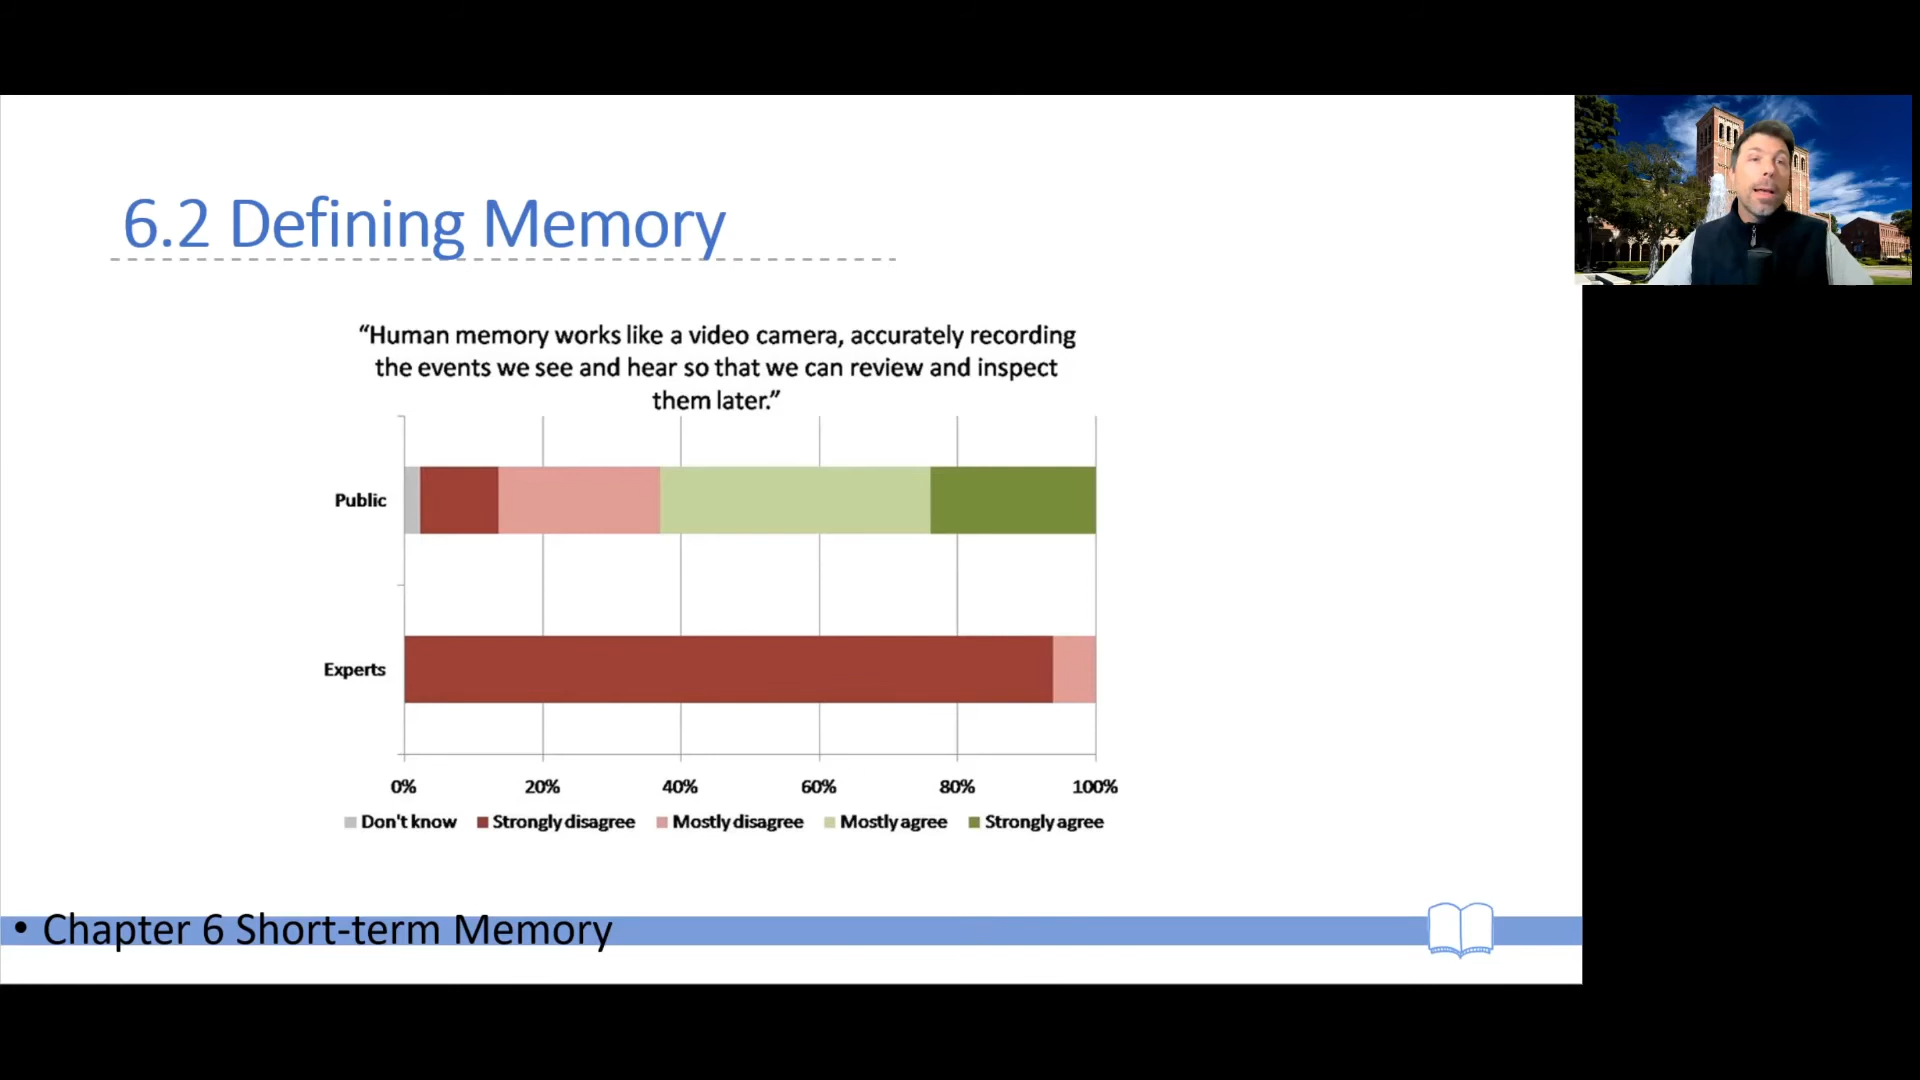 6.2 Defining Memory
“Human memory works like a video camera, accurately recording
the events we see and hear so that we can review and inspect
them later.”
Public
Experts
0% 20% 40% 60% 80% 100%
Don't know Strongly disagree Mostly disagree Mostly agree Strongly agree
• Chapter 6 Short-term Memory